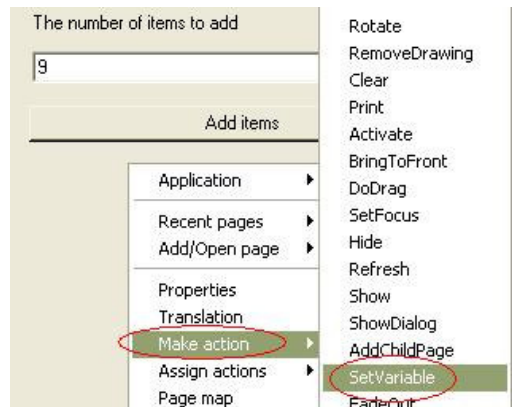 The number of items to add
9
Add items
Application
Recent pages
Add/Open page
Properties
Translation
Make action
Assign actions
Page map
Rotate
RemoveDrawing
Clear
Print
Activate
BringToFront
DoDrag
SetFocus
Hide
Refresh
Show
ShowDialog
AddChildPage
SetVariable
FadeOut